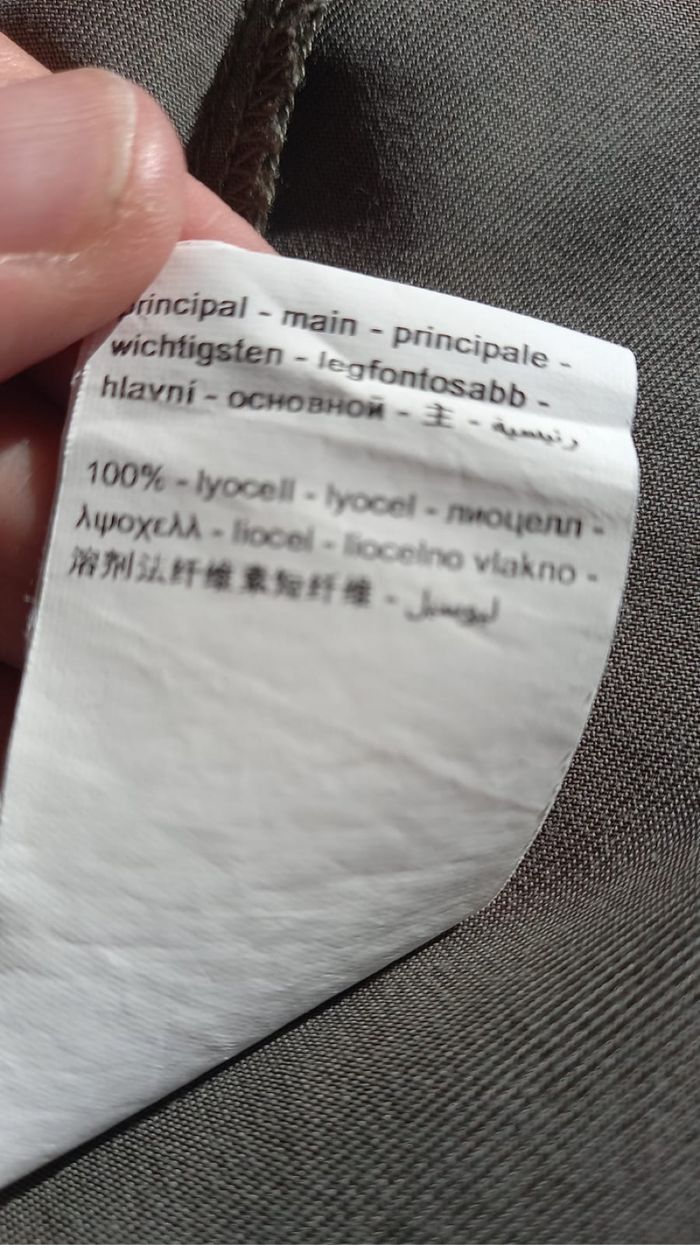 principal - main - principale -
wichtigsten - legfontosabb -
hlavní - основной - 主 - رئيسية
100% - lyocell - lyocel - лиоцелл -
λιψοχελλ - liocel - liocelno vlakno -
溶剂法纤维素短纤维 - ليوسيل